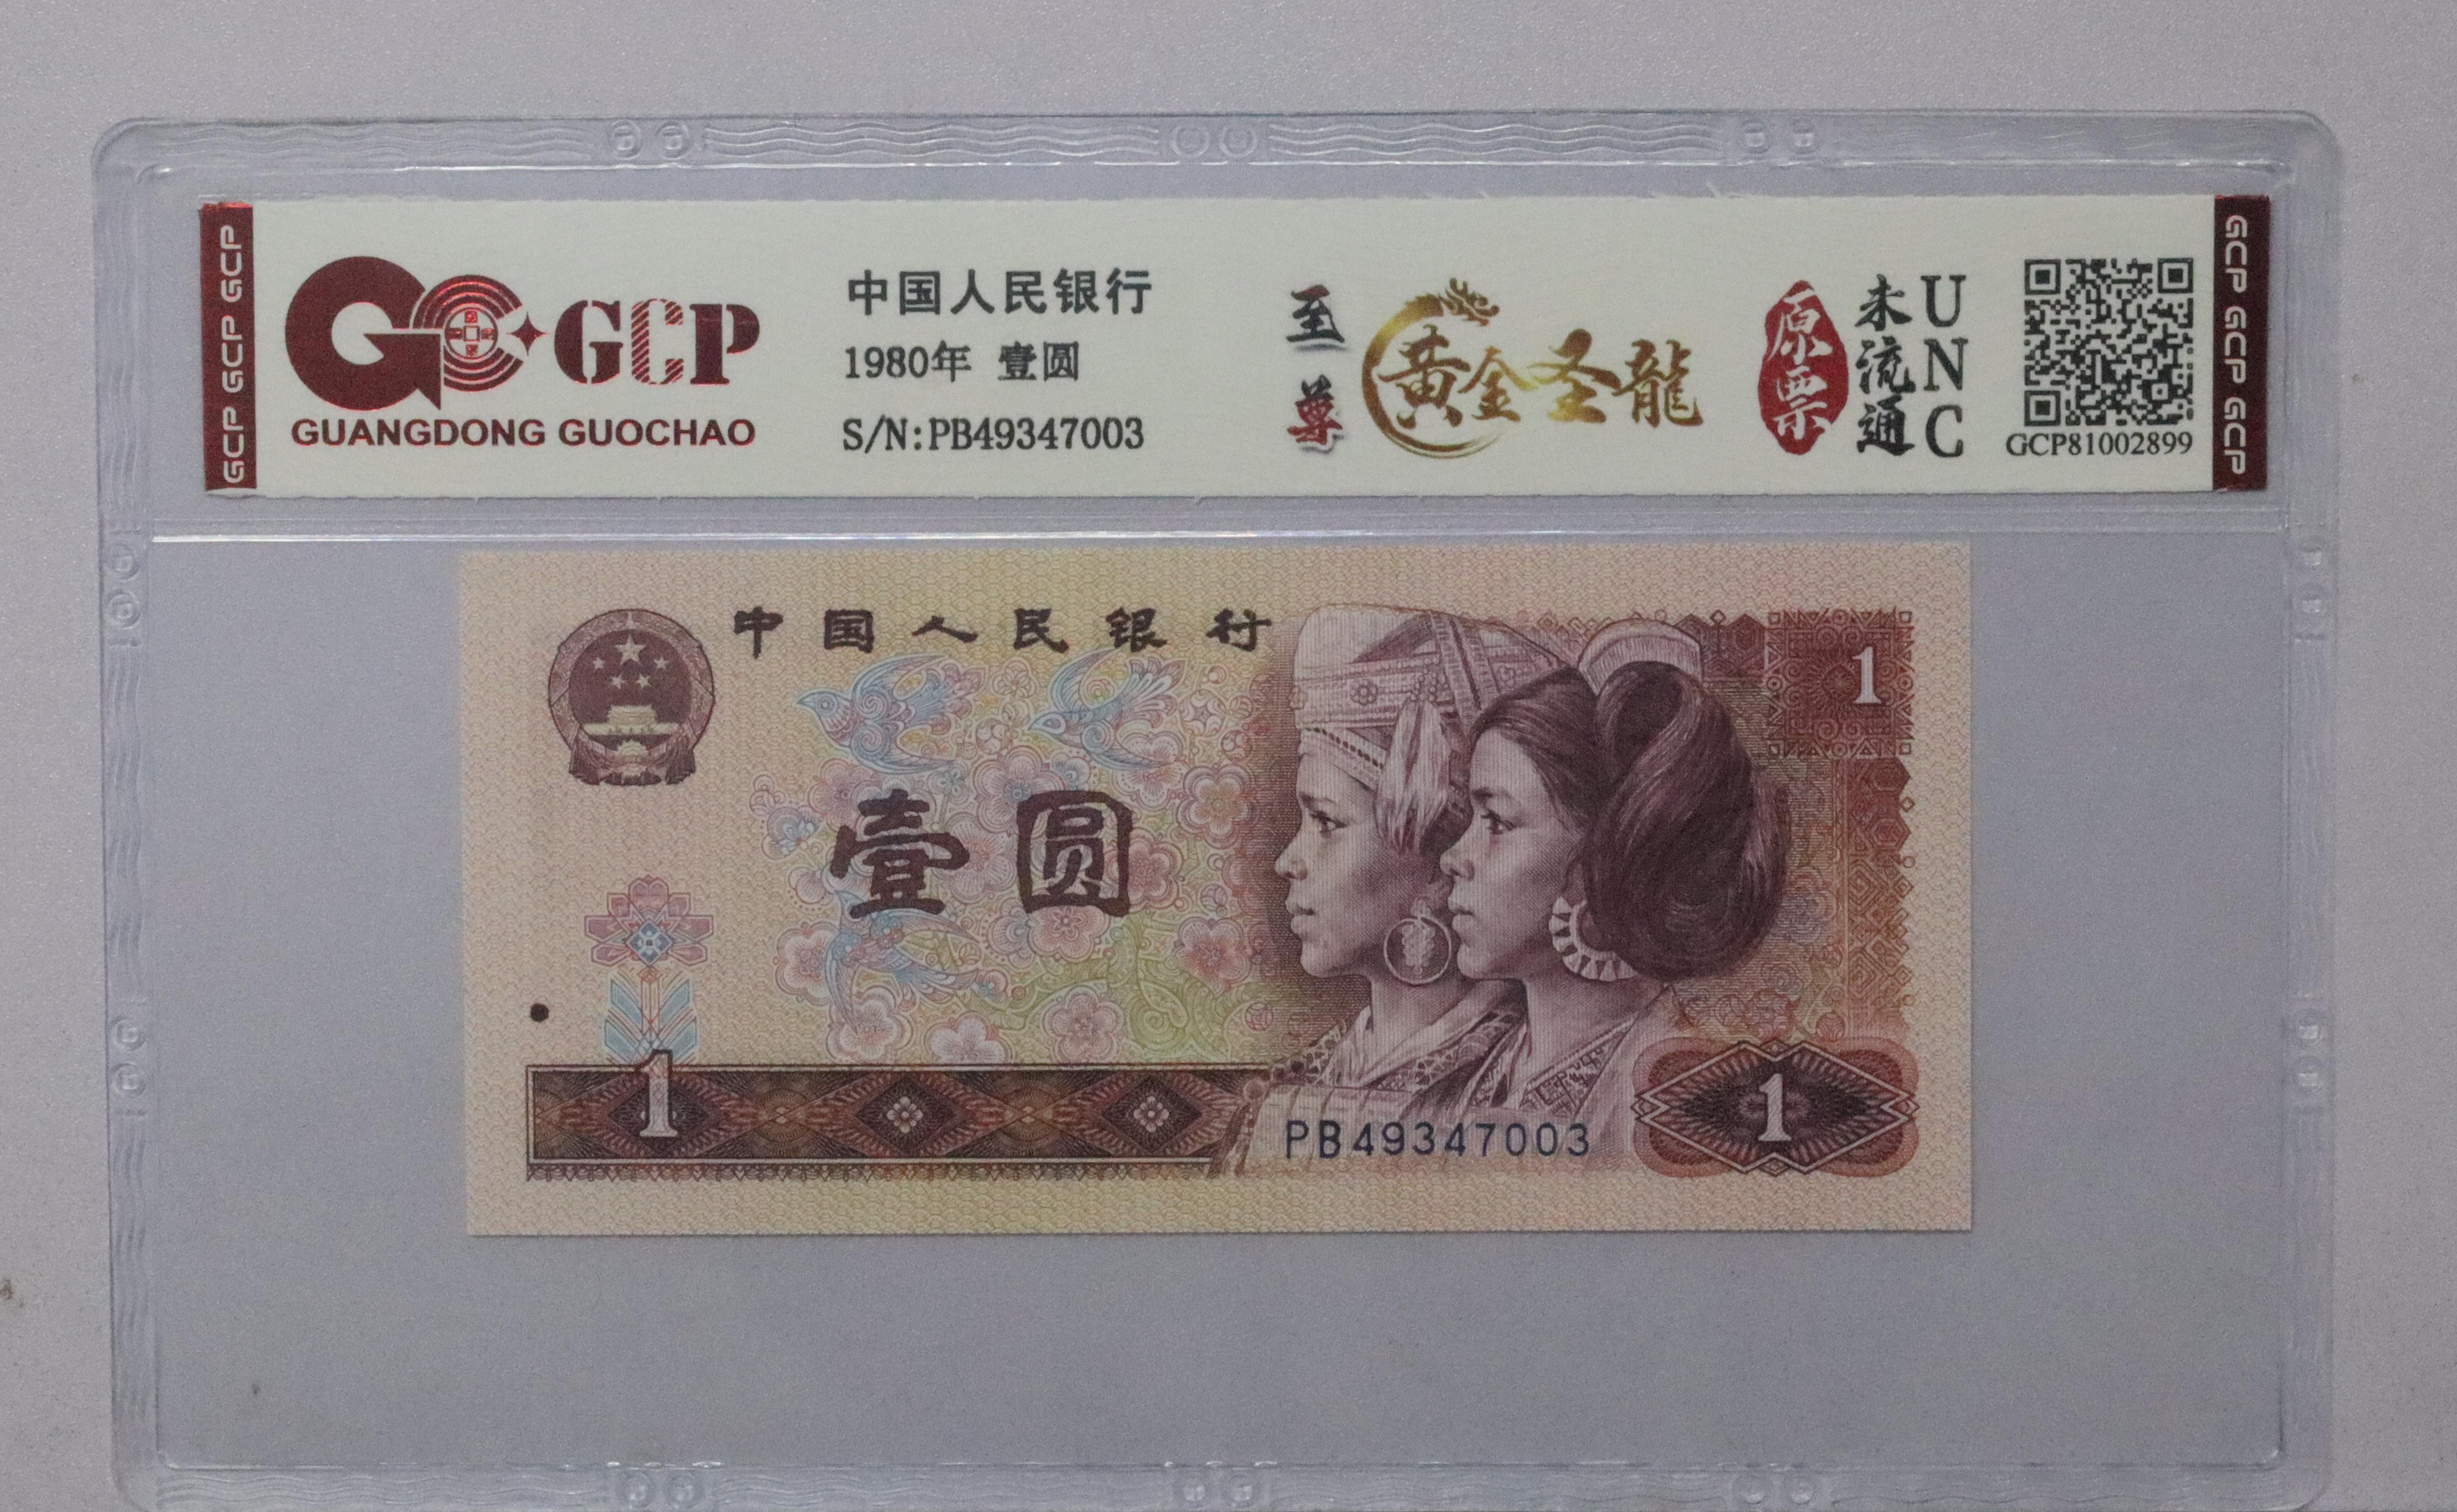 GCP GCP GCP
GCP
GUANGDONG GUOCHAO
中国人民银行
1980年 壹圆
S/N:PB49347003
至尊
黄金圣龍
原票
未流通
UNC
GCP81002899
GCP GCP GCP
中国人民银行
1
壹圆
1
PB49347003
1